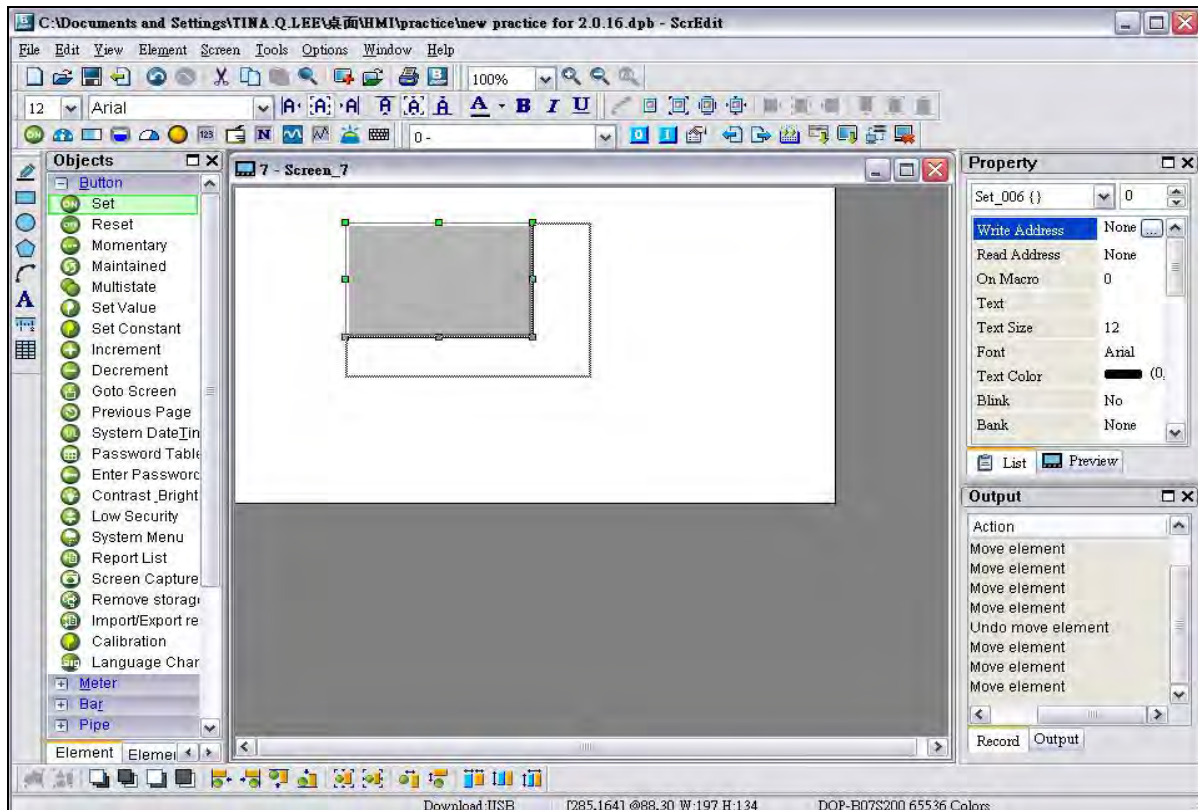 C:\Documents and Settings\TINA.Q.LEE\桌面\HMI\practice\new practice for 2.0.16.dpb - ScrEdit
File Edit View Element Screen Tools Options Window Help
100%
12 Arial
0 -
Objects
Button
Set
Reset
Momentary
Maintained
Multistate
Set Value
Set Constant
Increment
Decrement
Goto Screen
Previous Page
System DateTin
Password Table
Enter Passworc
Contrast_Bright
Low Security
System Menu
Report List
Screen Capture
Remove storag
Import/Export re
Calibration
Language Char
Meter
Bar
Pipe
Element Elemei
7 - Screen_7
Property
Set_006 {} 0
Write Address None ...
Read Address None
On Macro 0
Text
Text Size 12
Font Arial
Text Color (0,
Blink No
Bank None
List Preview
Output
Action
Move element
Move element
Move element
Move element
Undo move element
Move element
Move element
Move element
Record Output
Download:USB [285,164] @88,30 W:197 H:134 DOP-B07S200 65536 Colors